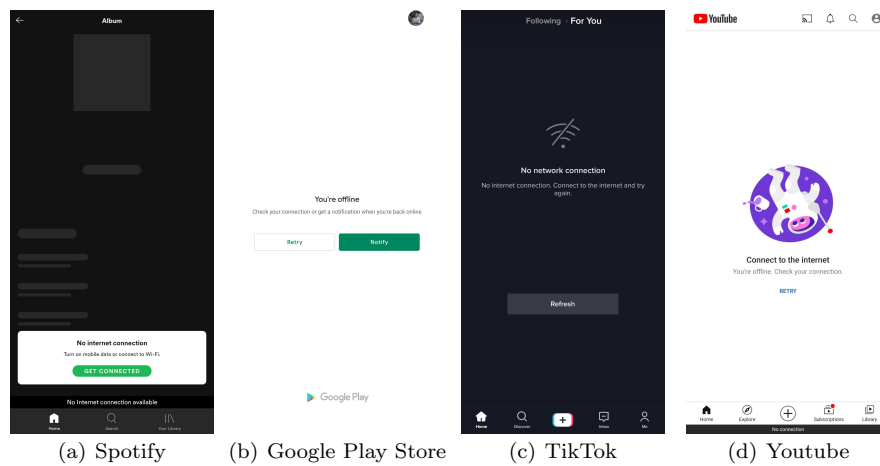 Album
No internet connection
Turn on mobile data or connect to Wi-Fi.
GET CONNECTED
No Internet connection available
Home
Search
Your Library
(a) Spotify
You're offline
Check your connection or get a notification when you're back online
Retry
Notify
Google Play
(b) Google Play Store
Following
For You
No network connection
No internet connection. Connect to the internet and try
again.
Refresh
Home
Discover
Inbox
Me
(c) TikTok
YouTube
Connect to the internet
You're offline. Check your connection.
RETRY
Home
Explore
Subscriptions
Library
No connection
(d) Youtube